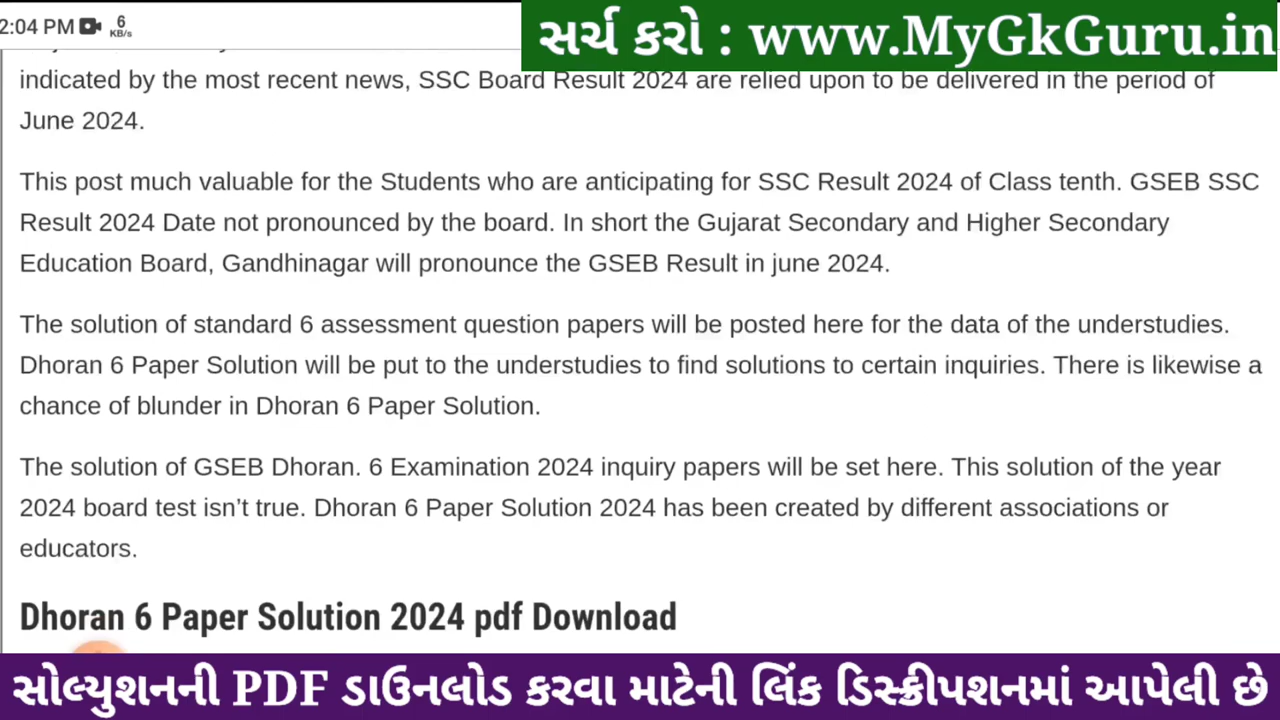 2:04 PM 6 KB/s
સર્ચ કરો : www.MyGkGuru.in
indicated by the most recent news, SSC Board Result 2024 are relied upon to be delivered in the period of
June 2024.
This post much valuable for the Students who are anticipating for SSC Result 2024 of Class tenth. GSEB SSC
Result 2024 Date not pronounced by the board. In short the Gujarat Secondary and Higher Secondary
Education Board, Gandhinagar will pronounce the GSEB Result in june 2024.
The solution of standard 6 assessment question papers will be posted here for the data of the understudies.
Dhoran 6 Paper Solution will be put to the understudies to find solutions to certain inquiries. There is likewise a
chance of blunder in Dhoran 6 Paper Solution.
The solution of GSEB Dhoran. 6 Examination 2024 inquiry papers will be set here. This solution of the year
2024 board test isn’t true. Dhoran 6 Paper Solution 2024 has been created by different associations or
educators.
Dhoran 6 Paper Solution 2024 pdf Download
સોલ્યુશનની PDF ડાઉનલોડ કરવા માટેની લિંક ડિસ્ક્રીપશનમાં આપેલી છે